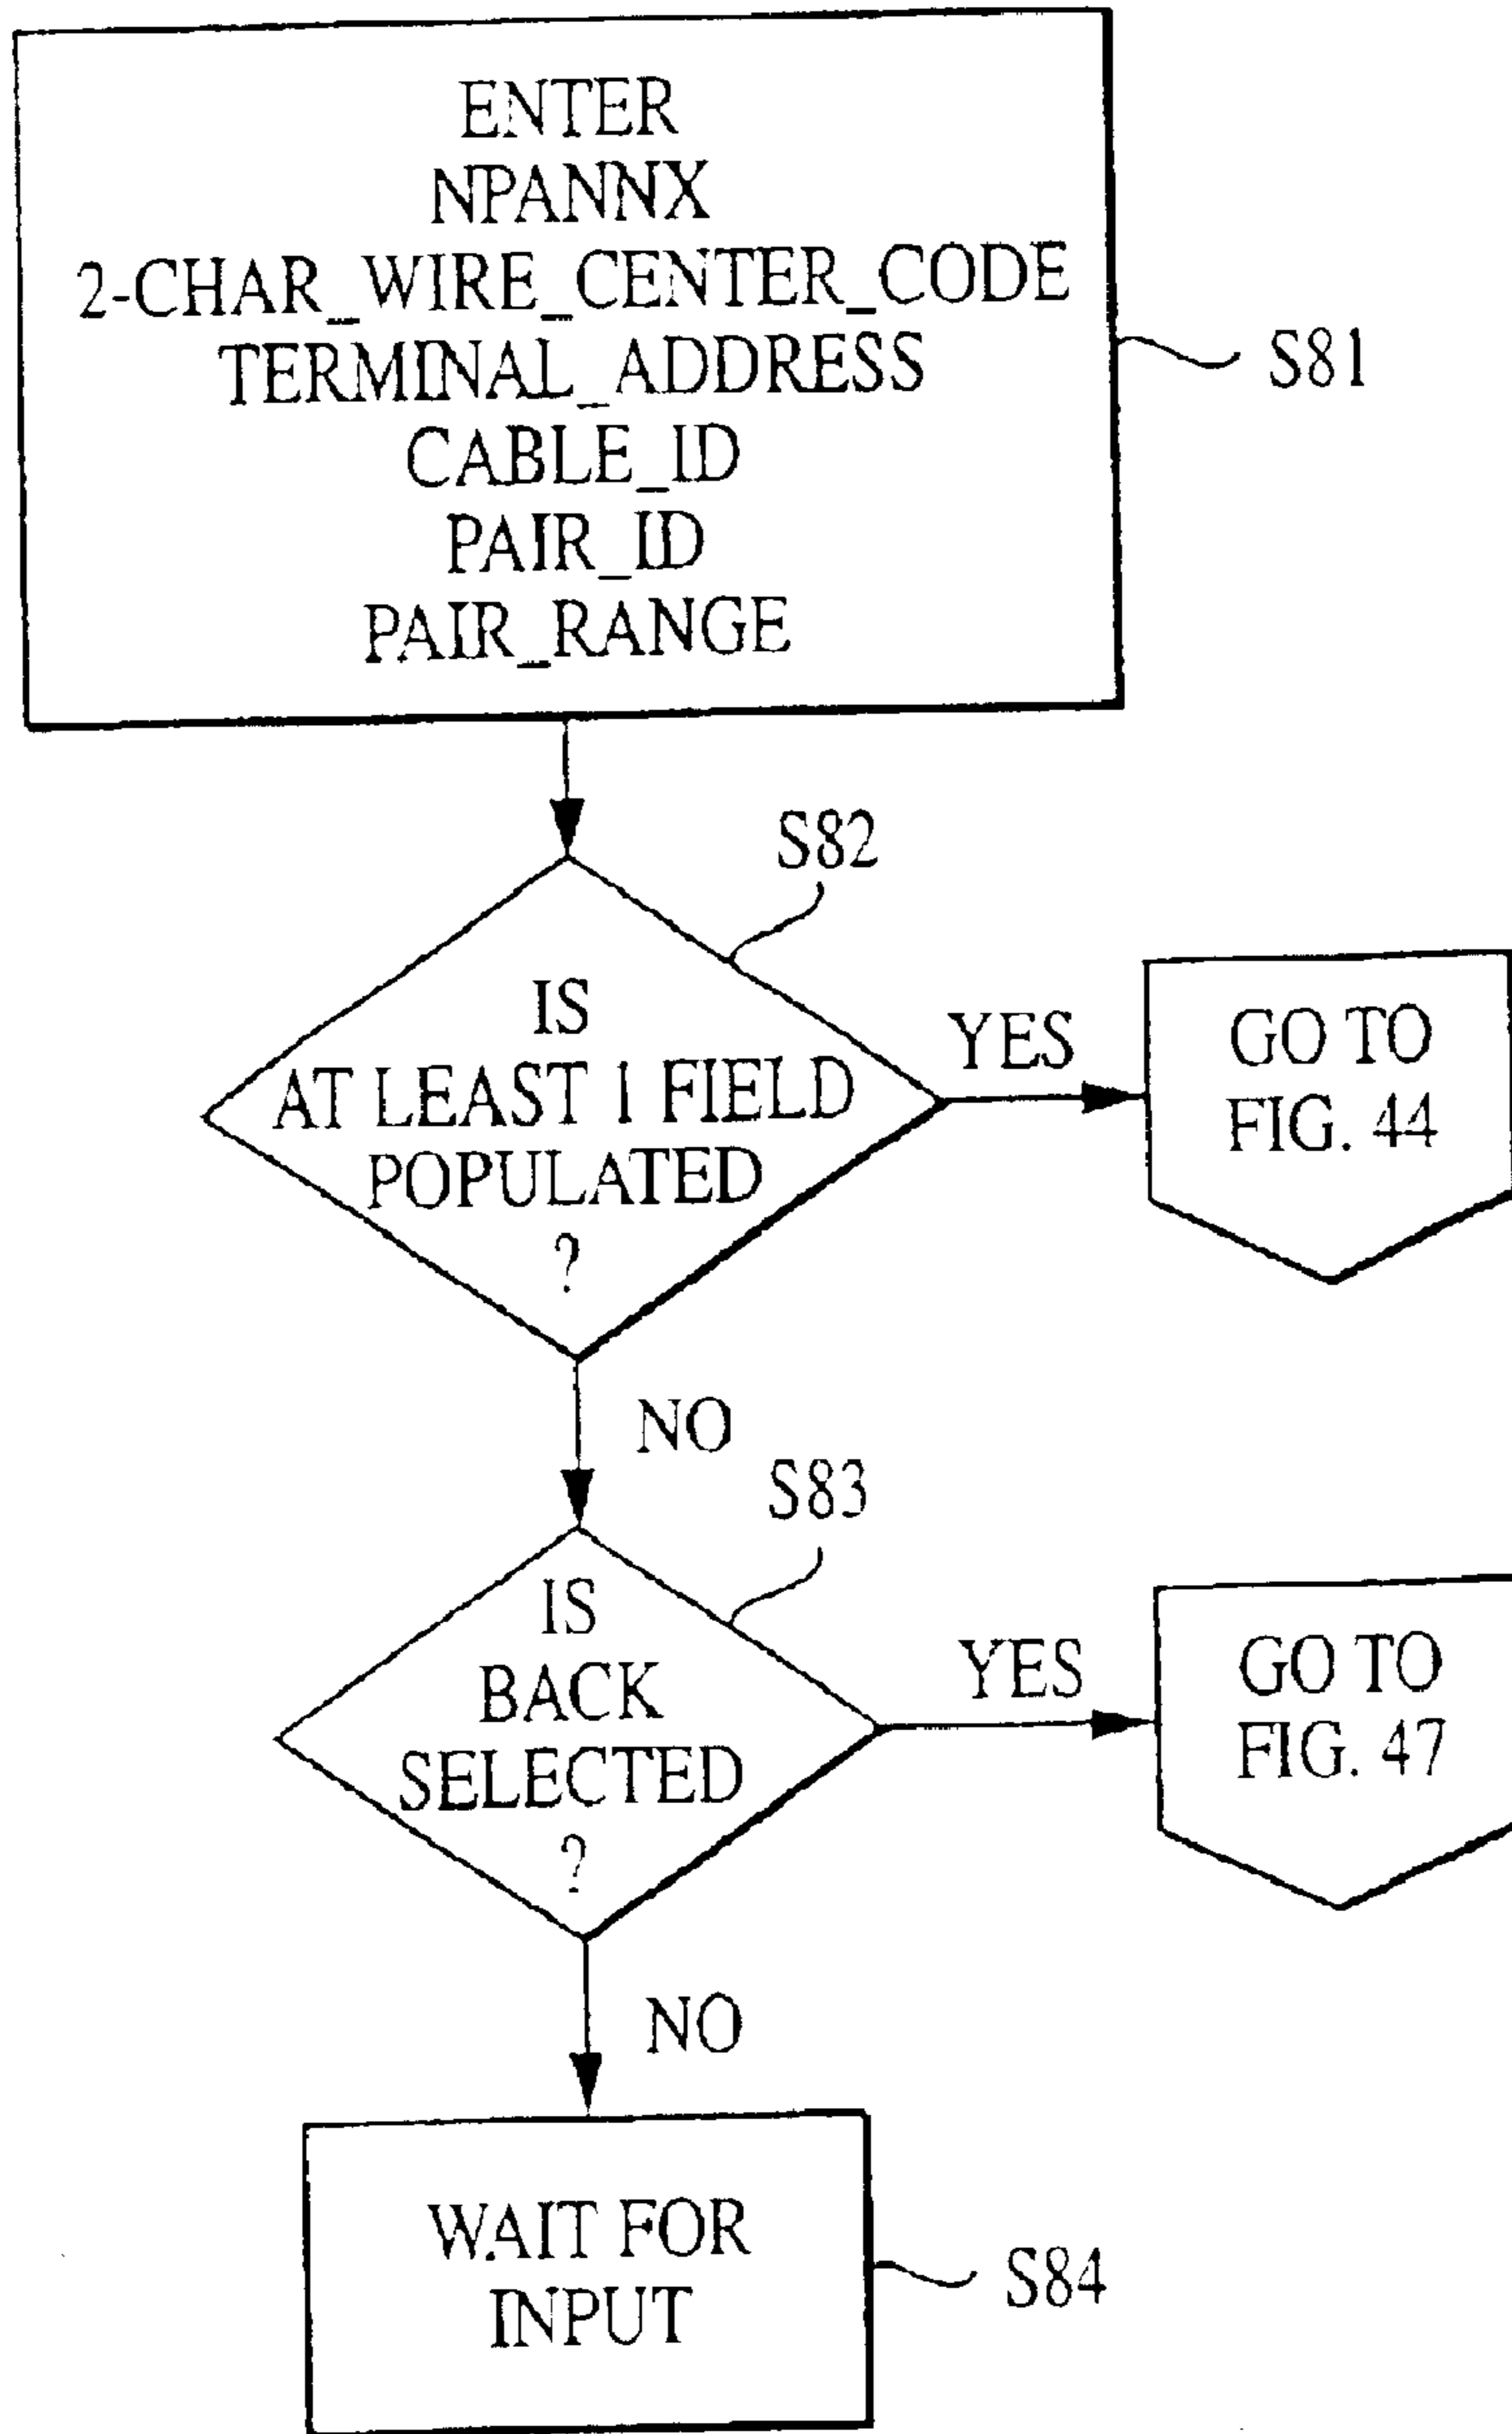 ENTER
NPANNX
2-CHAR_WIRE_CENTER_CODE
TERMINAL_ADDRESS
CABLE_ID
PAIR_ID
PAIR_RANGE
S81
S82
IS
AT LEAST 1 FIELD
POPULATED
?
YES
GO TO
FIG. 44
NO
S83
IS
BACK
SELECTED
?
YES
GO TO
FIG. 47
NO
WAIT FOR
INPUT
S84